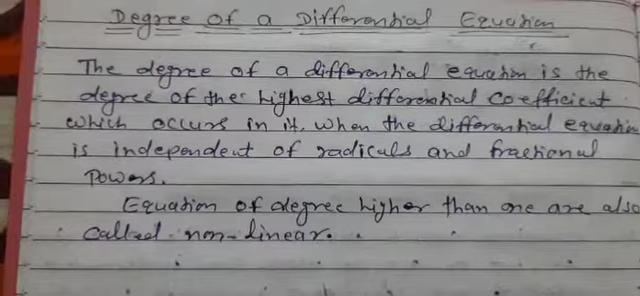 Degree of a Differential Equation
The degree of a differential equation is the
degree of the highest differential coefficient
which occurs in it, when the differential equation
is independent of radicals and fractional
powers.
Equation of degree higher than one are also
called non-linear.